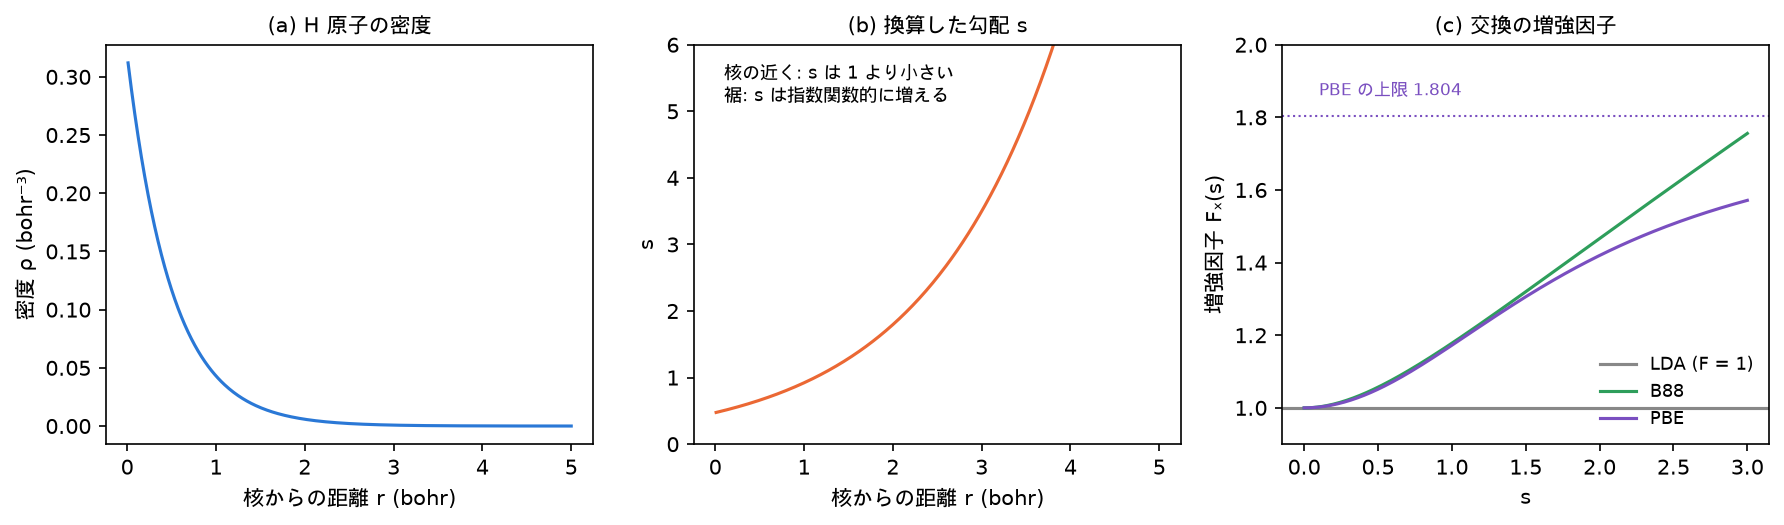 (a) H 原子の密度
密度 ρ (bohr⁻³)
0.30
0.25
0.20
0.15
0.10
0.05
0.00
0 1 2 3 4 5
核からの距離 r (bohr)
(b) 換算した勾配 s
核の近く: s は 1 より小さい
裾: s は指数関数的に増える
s
6
5
4
3
2
1
0
0 1 2 3 4 5
核からの距離 r (bohr)
(c) 交換の増強因子
PBE の上限 1.804
増強因子 Fₓ(s)
2.0
1.8
1.6
1.4
1.2
1.0
LDA (F = 1)
B88
PBE
0.0 0.5 1.0 1.5 2.0 2.5 3.0
s